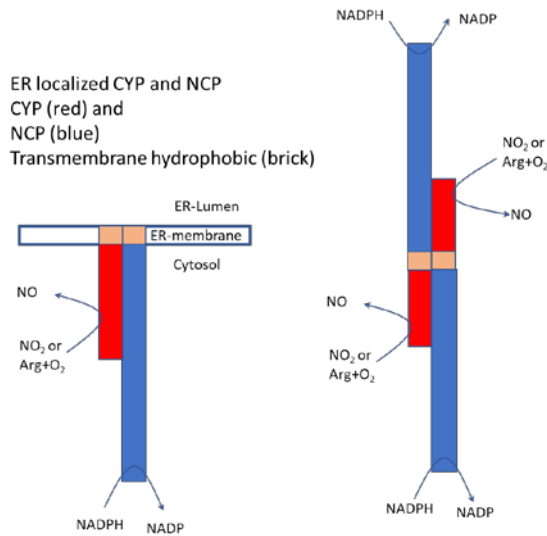 ER localized CYP and NCP
CYP (red) and
NCP (blue)
Transmembrane hydrophobic (brick)
ER-Lumen
ER-membrane
Cytosol
NO
NO₂ or
Arg+O₂
NADPH
NADP
NADPH
NADP
NO₂ or
Arg+O₂
NO
NO
NO₂ or
Arg+O₂
NADPH
NADP